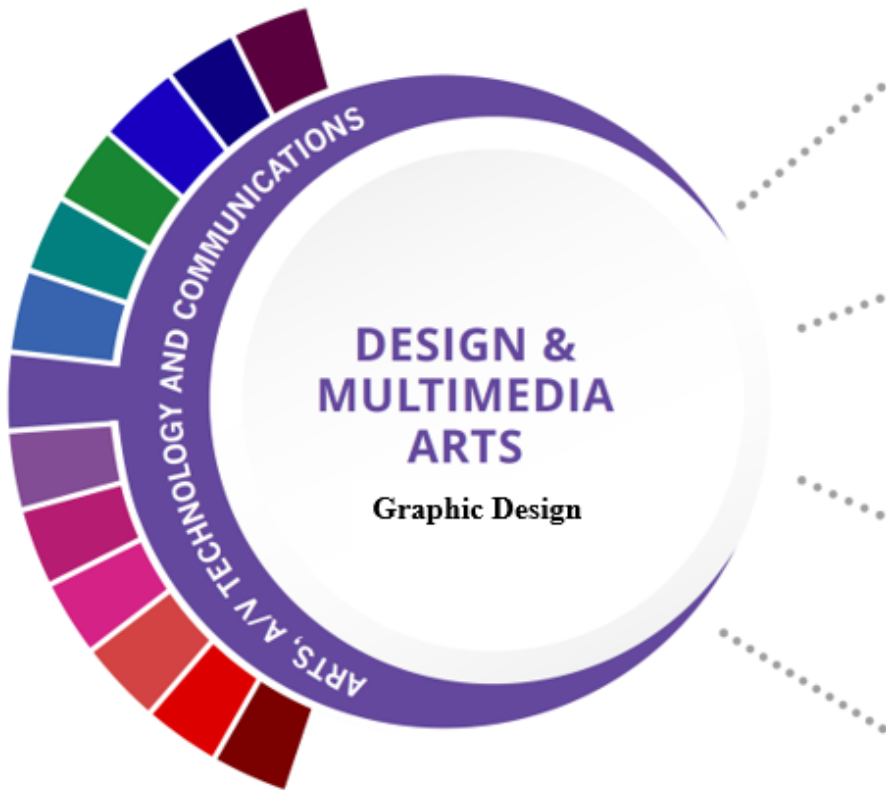 ARTS, A/V TECHNOLOGY AND COMMUNICATIONS
DESIGN &
MULTIMEDIA
ARTS
Graphic Design